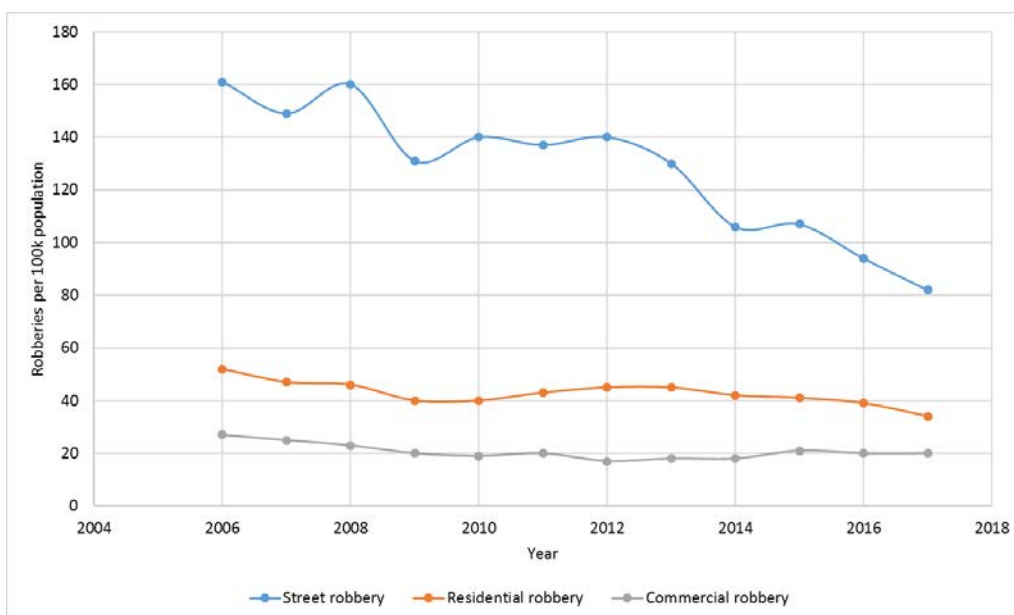 180
160
140
120
100
80
60
40
20
0
Robberies per 100k population
2004 2006 2008 2010 2012 2014 2016 2018
Year
Street robbery Residential robbery Commercial robbery